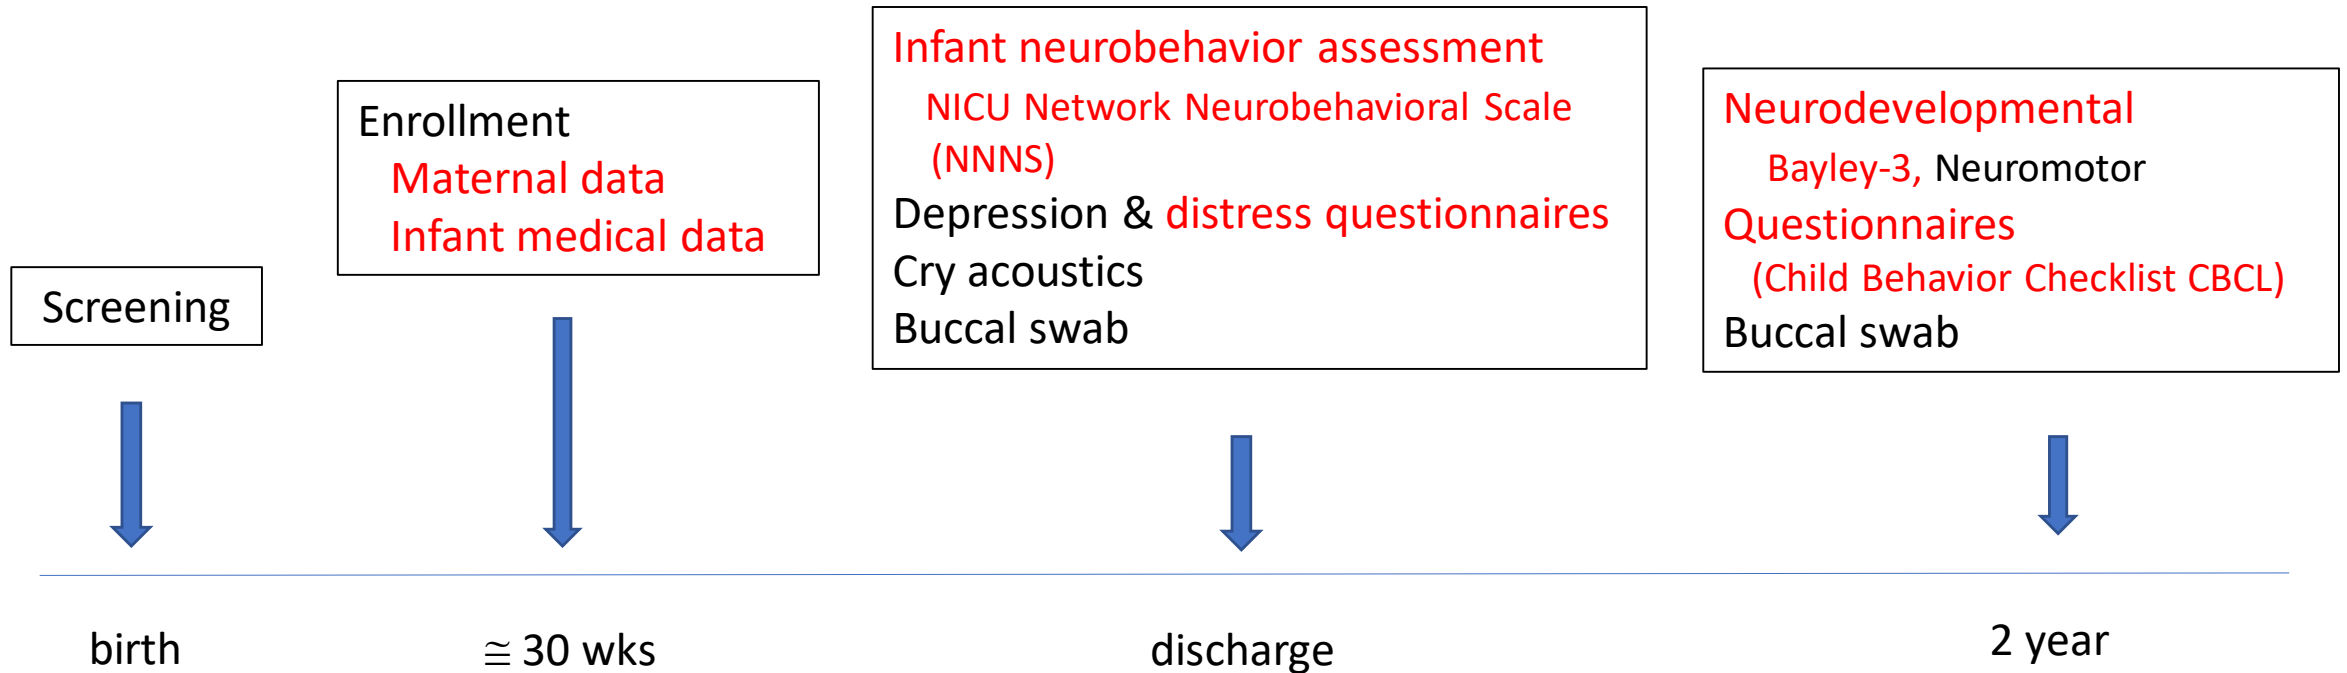 Screening
Enrollment
Maternal data
Infant medical data
Infant neurobehavior assessment
NICU Network Neurobehavioral Scale
(NNNS)
Depression & distress questionnaires
Cry acoustics
Buccal swab
Neurodevelopmental
Bayley-3, Neuromotor
Questionnaires
(Child Behavior Checklist CBCL)
Buccal swab
birth
≅ 30 wks
discharge
2 year